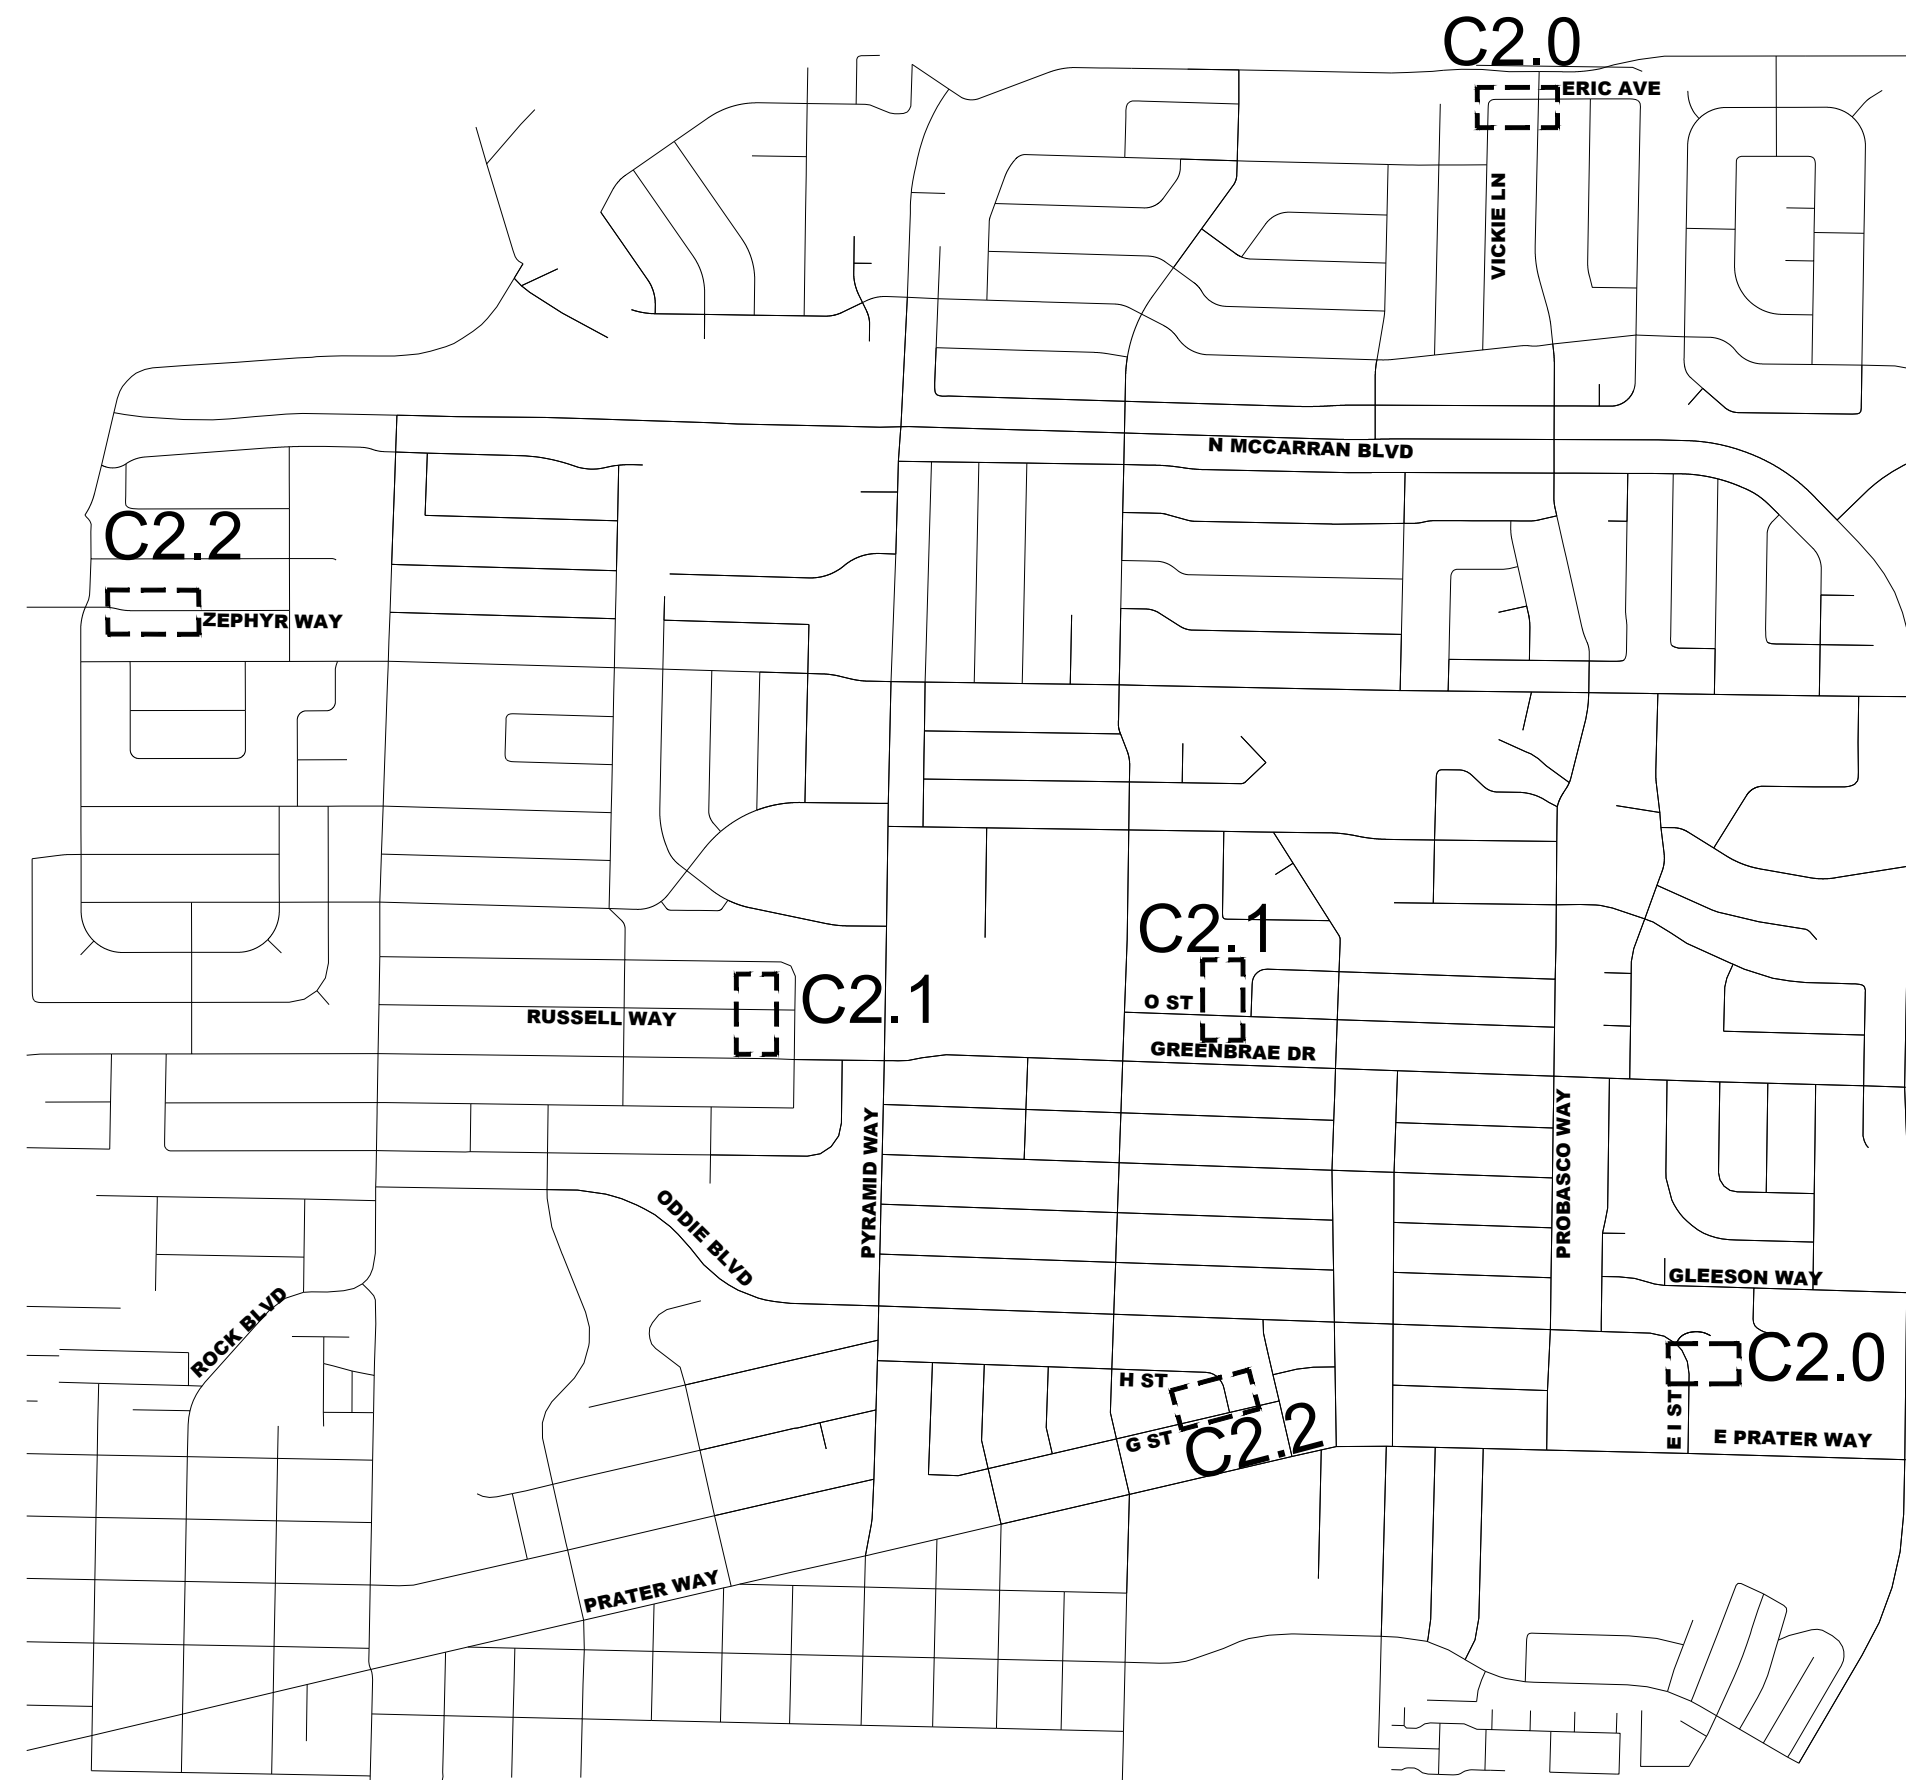 C2.0
ERIC AVE
VICKIE LN
N MCCARRAN BLVD
C2.2
ZEPHYR WAY
C2.1
C2.1
O ST
RUSSELL WAY
GREENBRAE DR
PYRAMID WAY
PROBASCO WAY
ODDIE BLVD
GLEESON WAY
ROCK BLVD
C2.0
H ST
G ST
C2.2
E I ST
E PRATER WAY
PRATER WAY